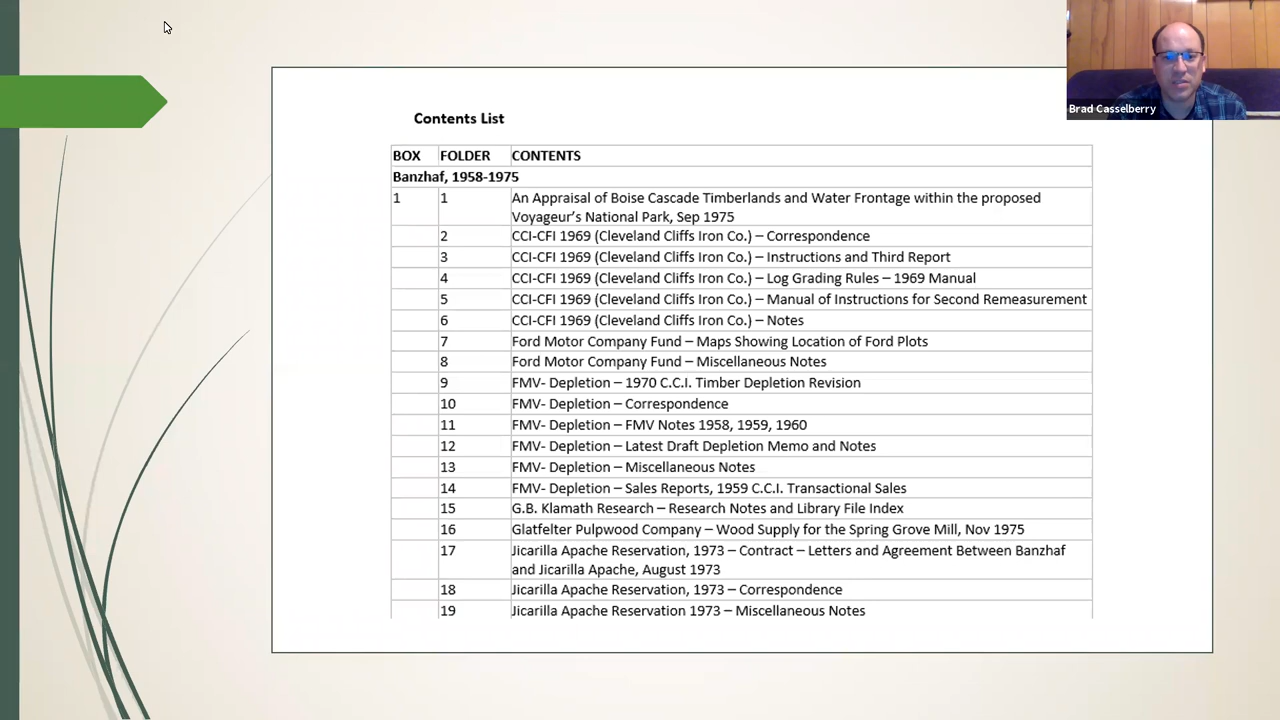 Brad Casselberry
Contents List
BOX FOLDER CONTENTS
Banzhaf, 1958-1975
1 1 An Appraisal of Boise Cascade Timberlands and Water Frontage within the proposed
Voyageur’s National Park, Sep 1975
2 CCI-CFI 1969 (Cleveland Cliffs Iron Co.) – Correspondence
3 CCI-CFI 1969 (Cleveland Cliffs Iron Co.) – Instructions and Third Report
4 CCI-CFI 1969 (Cleveland Cliffs Iron Co.) – Log Grading Rules – 1969 Manual
5 CCI-CFI 1969 (Cleveland Cliffs Iron Co.) – Manual of Instructions for Second Remeasurement
6 CCI-CFI 1969 (Cleveland Cliffs Iron Co.) – Notes
7 Ford Motor Company Fund – Maps Showing Location of Ford Plots
8 Ford Motor Company Fund – Miscellaneous Notes
9 FMV- Depletion – 1970 C.C.I. Timber Depletion Revision
10 FMV- Depletion – Correspondence
11 FMV- Depletion – FMV Notes 1958, 1959, 1960
12 FMV- Depletion – Latest Draft Depletion Memo and Notes
13 FMV- Depletion – Miscellaneous Notes
14 FMV- Depletion – Sales Reports, 1959 C.C.I. Transactional Sales
15 G.B. Klamath Research – Research Notes and Library File Index
16 Glatfelter Pulpwood Company – Wood Supply for the Spring Grove Mill, Nov 1975
17 Jicarilla Apache Reservation, 1973 – Contract – Letters and Agreement Between Banzhaf
and Jicarilla Apache, August 1973
18 Jicarilla Apache Reservation, 1973 – Correspondence
19 Jicarilla Apache Reservation 1973 – Miscellaneous Notes